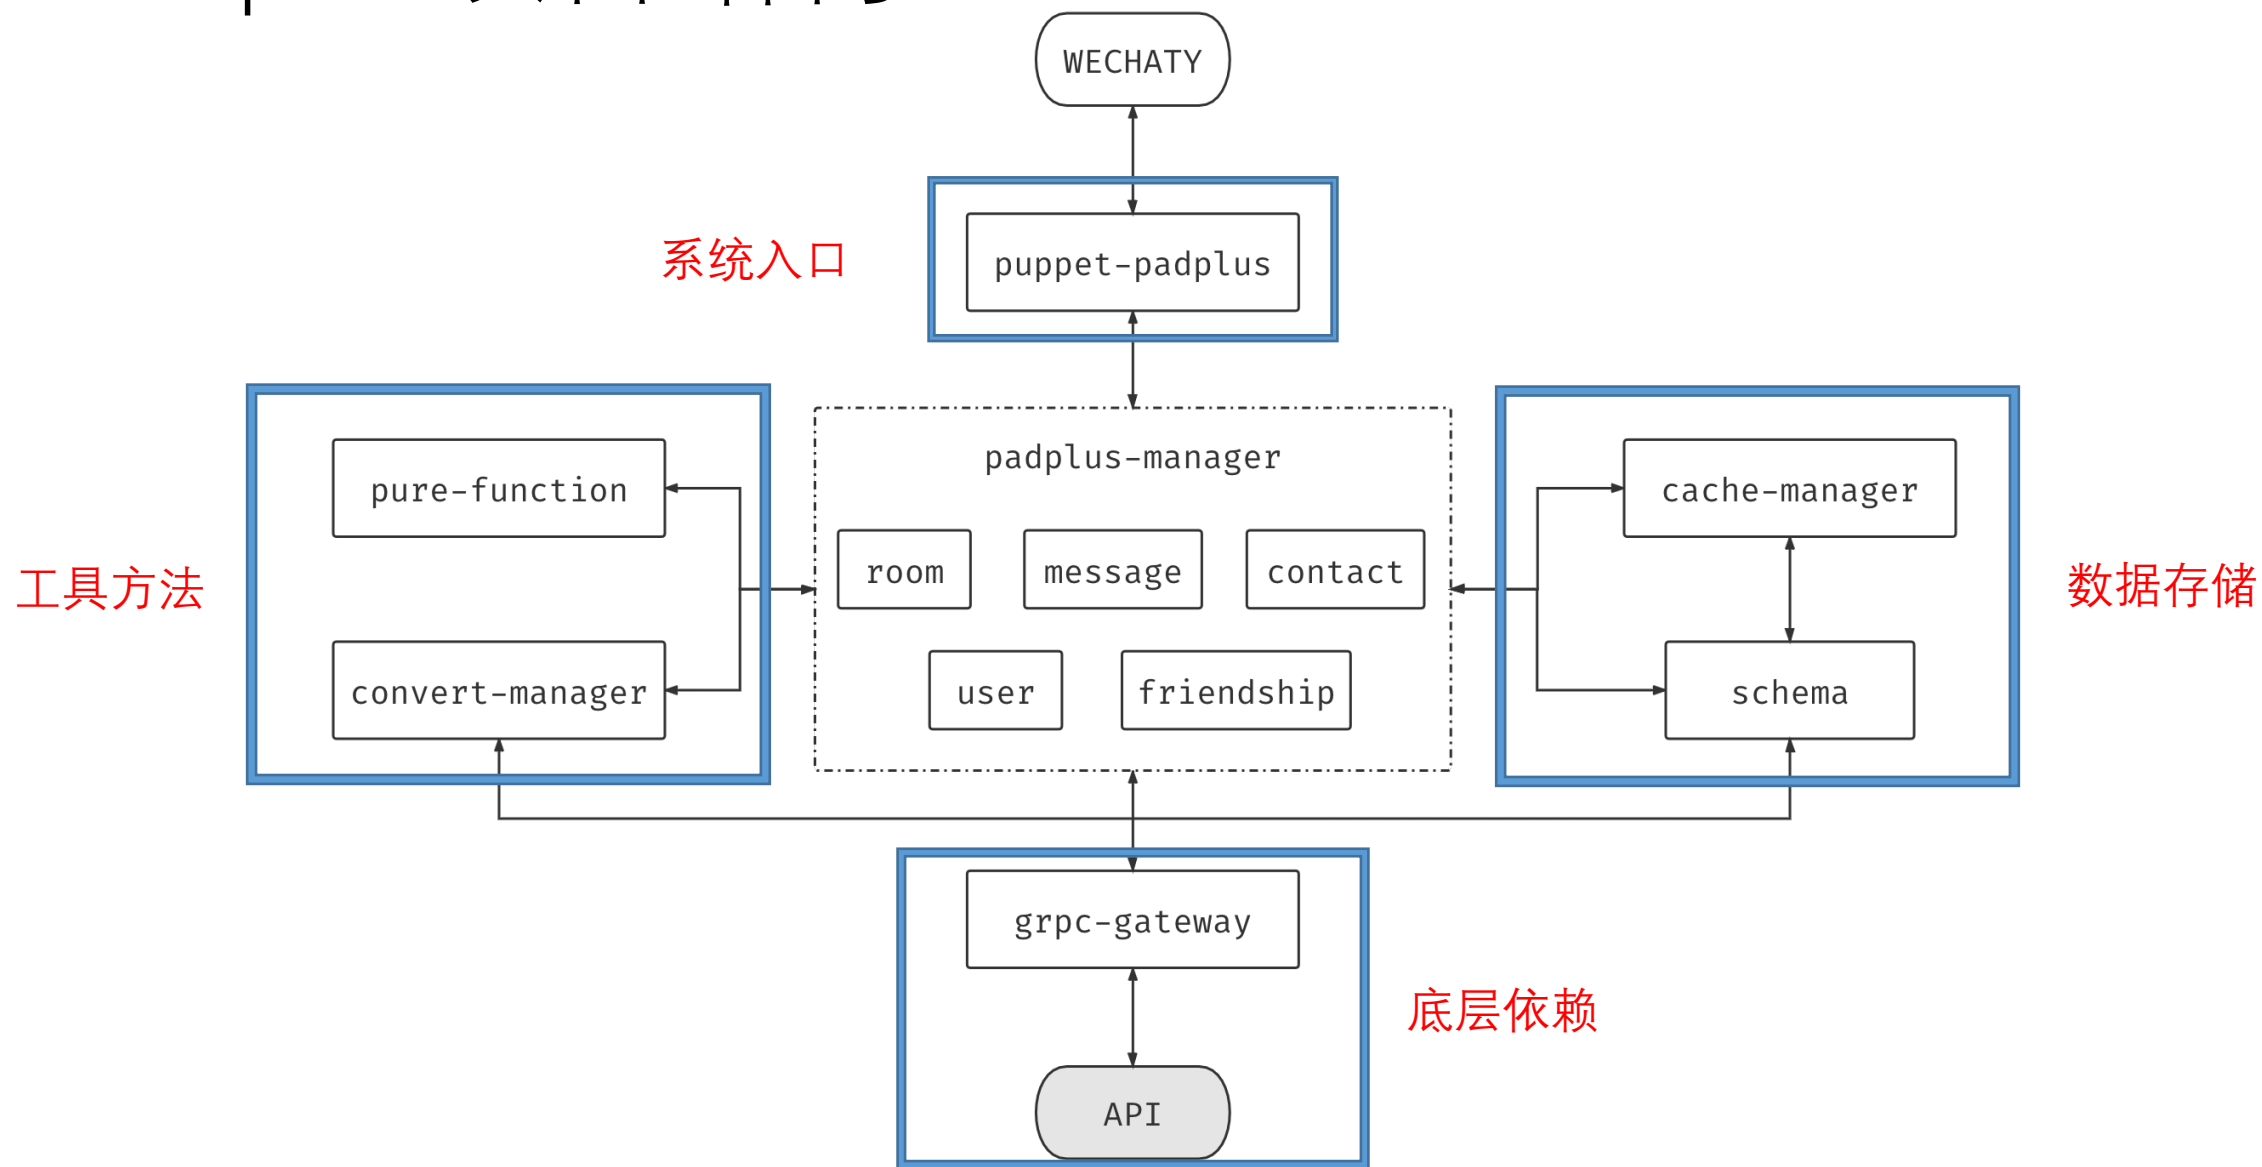 WECHATY
系统入口
puppet-padplus
padplus-manager
pure-function
cache-manager
room
message
contact
工具方法
数据存储
convert-manager
user
friendship
schema
grpc-gateway
底层依赖
API